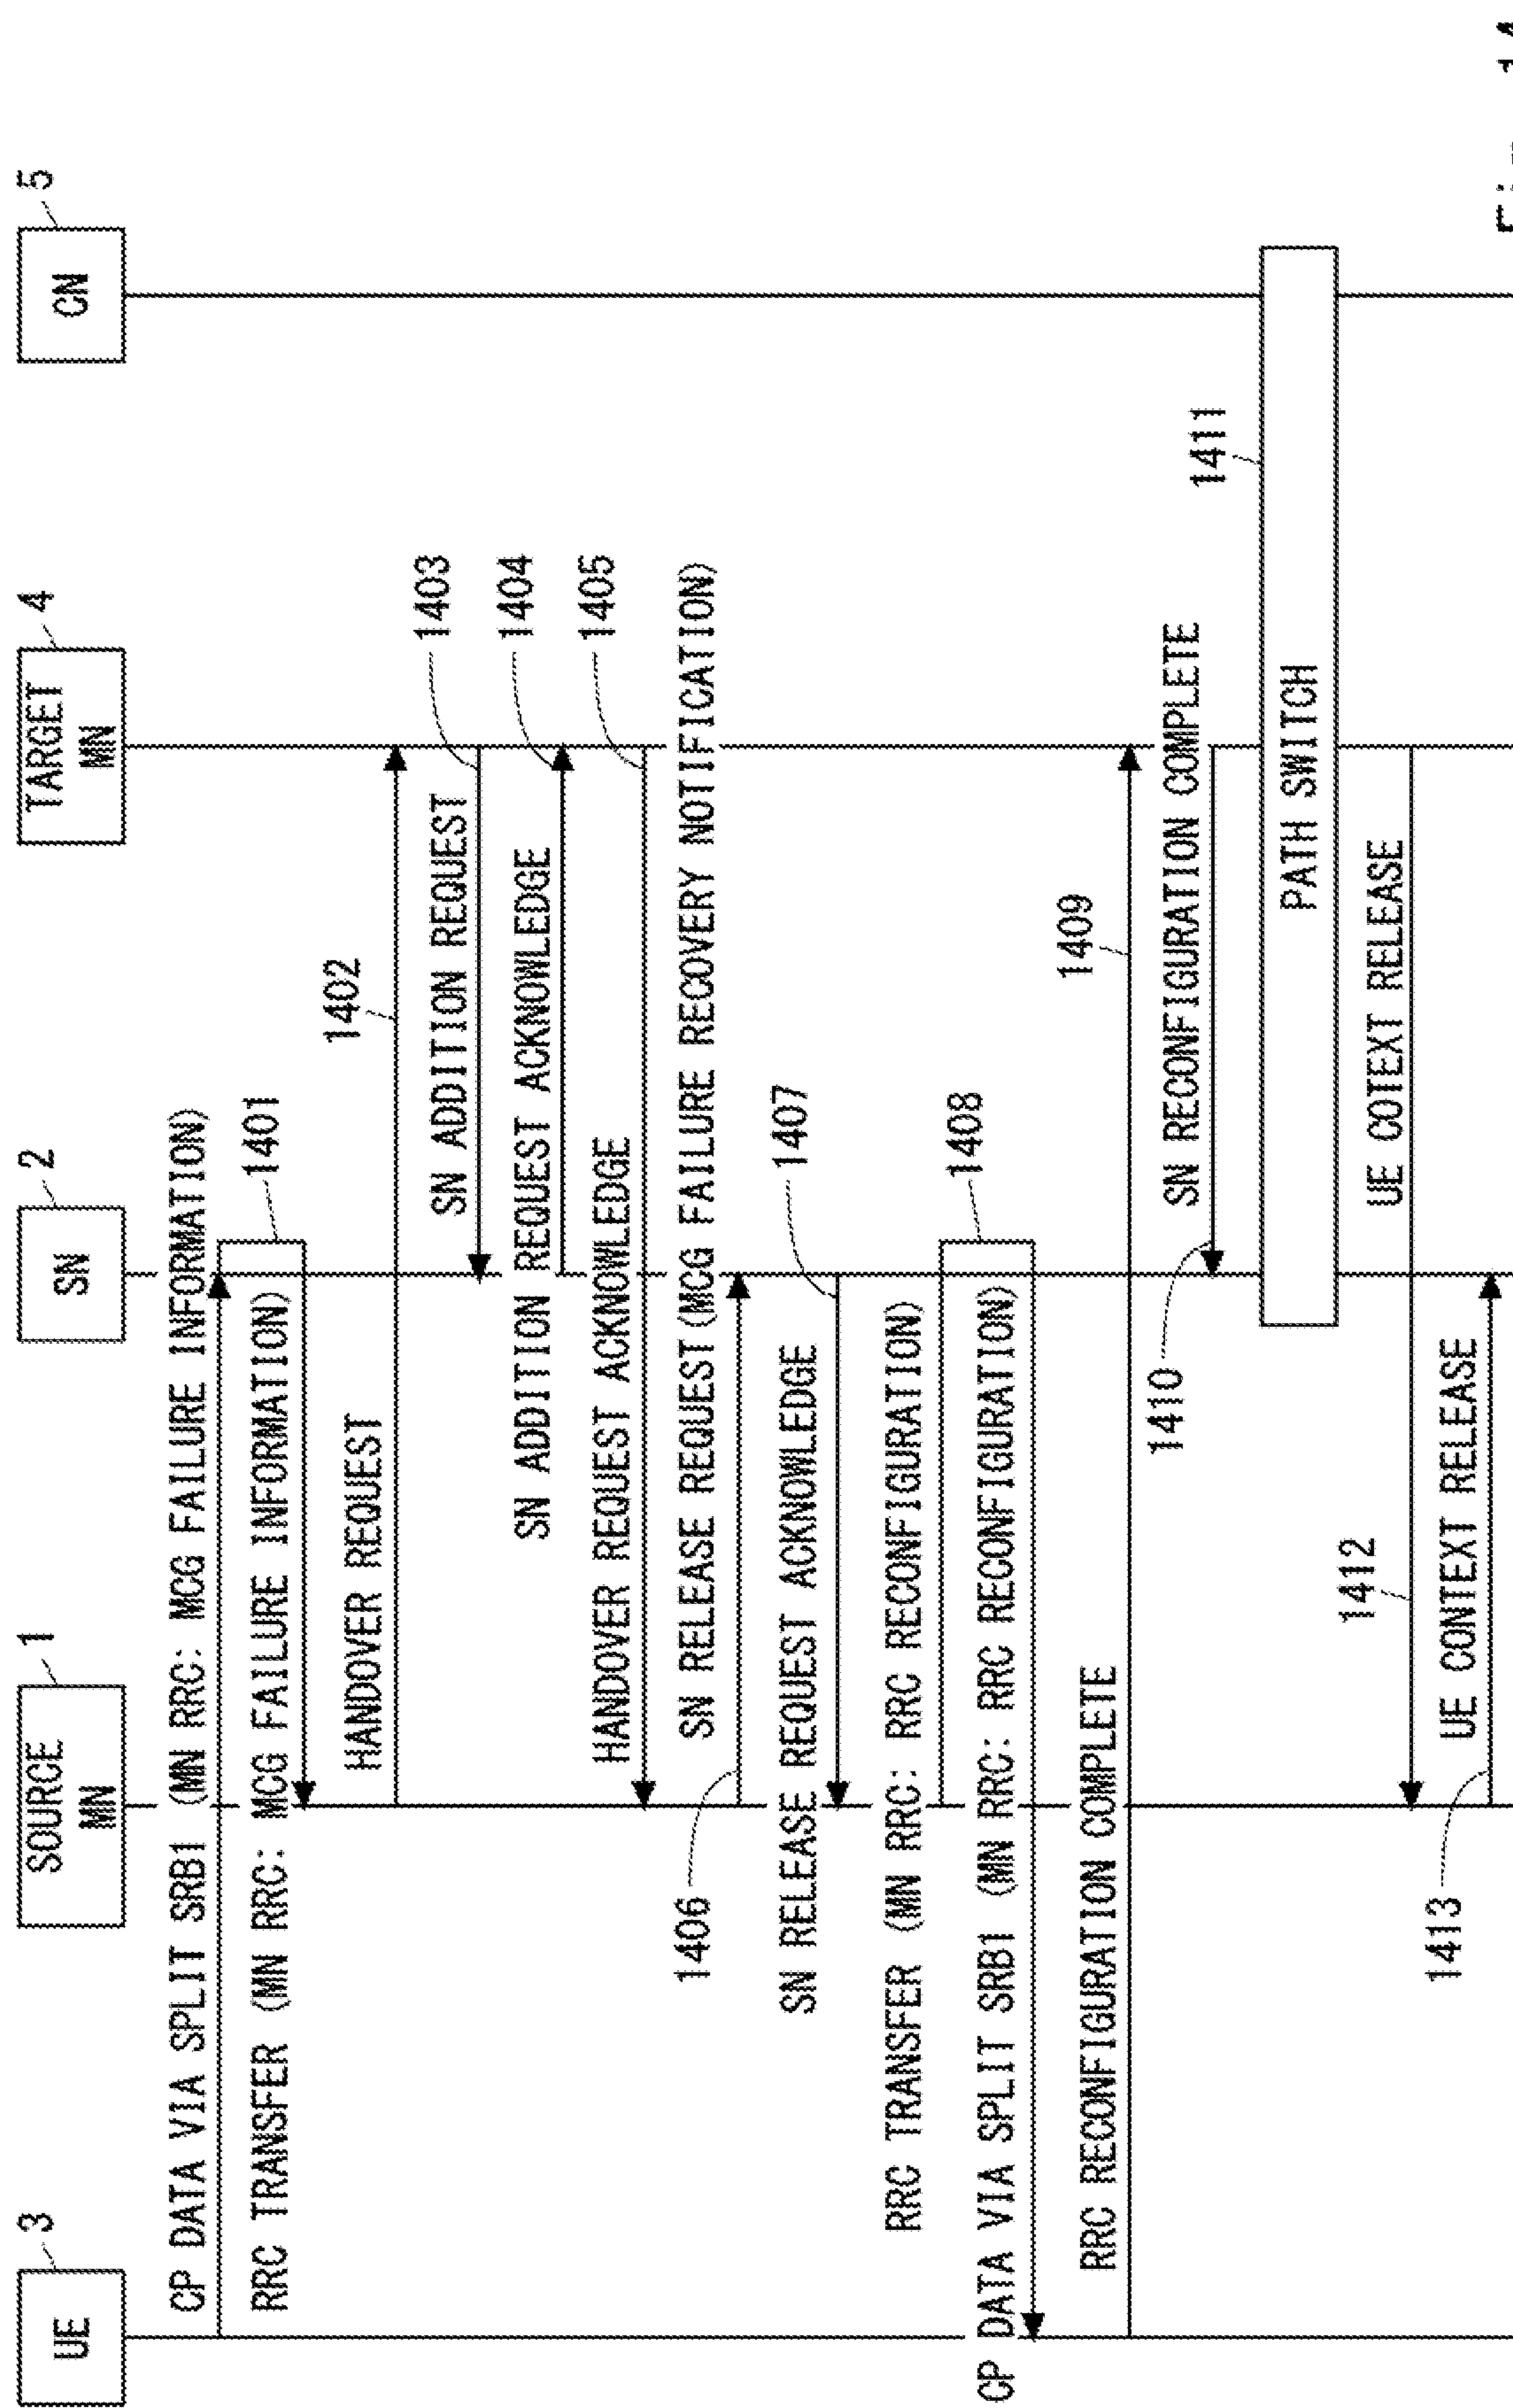 UE
3
SOURCE
MN
1
SN
2
TARGET
MN
4
CN
5
CP DATA VIA SPLIT SRB1 (MN RRC: MCG FAILURE INFORMATION)
1401
RRC TRANSFER (MN RRC: MCG FAILURE INFORMATION)
HANDOVER REQUEST
1402
SN ADDITION REQUEST
1403
SN ADDITION REQUEST ACKNOWLEDGE
1404
HANDOVER REQUEST ACKNOWLEDGE
1405
SN RELEASE REQUEST(MCG FAILURE RECOVERY NOTIFICATION)
1406
SN RELEASE REQUEST ACKNOWLEDGE
1407
RRC TRANSFER (MN RRC: RRC RECONFIGURATION)
1408
CP DATA VIA SPLIT SRB1 (MN RRC: RRC RECONFIGURATION)
RRC RECONFIGURATION COMPLETE
1409
SN RECONFIGURATION COMPLETE
1410
1411
PATH SWITCH
UE COTEXT RELEASE
1412
UE CONTEXT RELEASE
1413